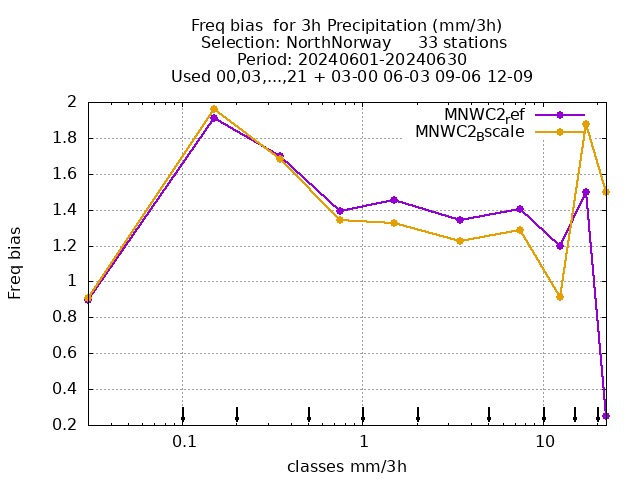 Freq bias  for 3h Precipitation (mm/3h)
Selection: NorthNorway     33 stations
Period: 20240601-20240630
Used 00,03,...,21 + 03-00 06-03 09-06 12-09
MNWC2ref
MNWC2Bscale
2
1.8
1.6
1.4
1.2
1
0.8
0.6
0.4
0.2
Freq bias
0.1 1 10
classes mm/3h